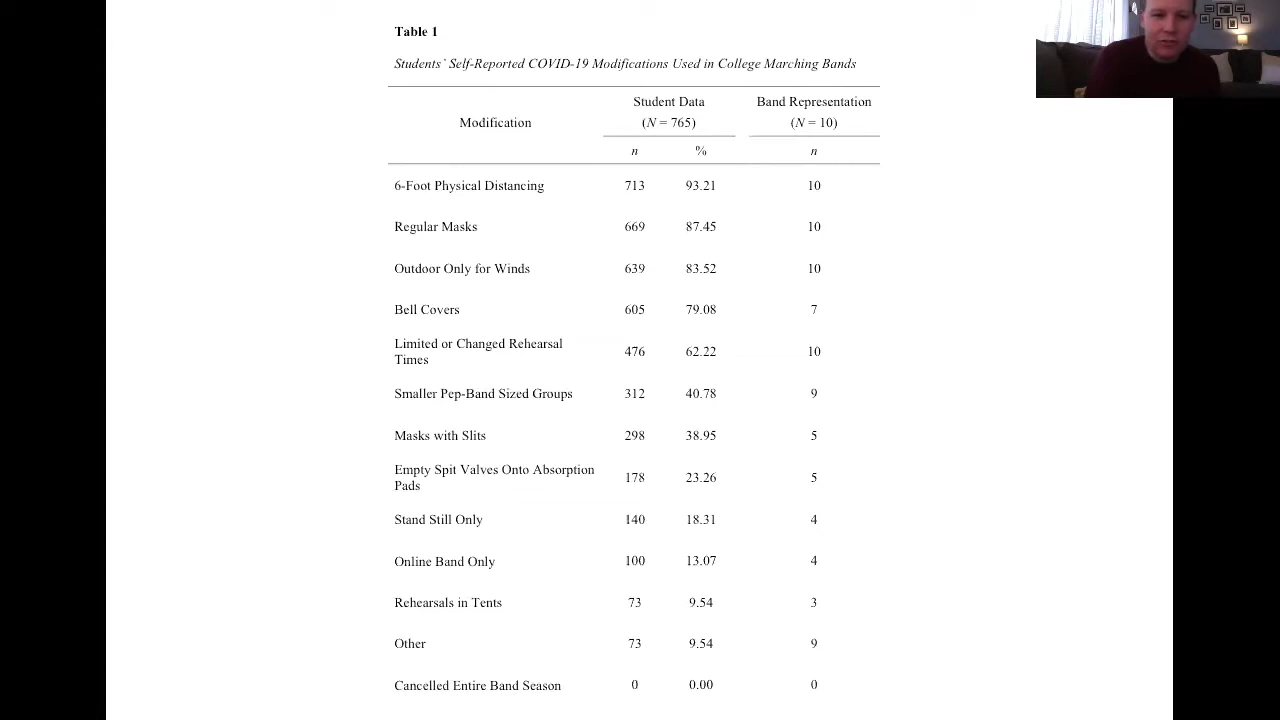 Table 1
Students' Self-Reported COVID-19 Modifications Used in College Marching Bands
Modification
Student Data
(N = 765)
Band Representation
(N = 10)
n % n
6-Foot Physical Distancing 713 93.21 10
Regular Masks 669 87.45 10
Outdoor Only for Winds 639 83.52 10
Bell Covers 605 79.08 7
Limited or Changed Rehearsal
Times 476 62.22 10
Smaller Pep-Band Sized Groups 312 40.78 9
Masks with Slits 298 38.95 5
Empty Spit Valves Onto Absorption
Pads 178 23.26 5
Stand Still Only 140 18.31 4
Online Band Only 100 13.07 4
Rehearsals in Tents 73 9.54 3
Other 73 9.54 9
Cancelled Entire Band Season 0 0.00 0